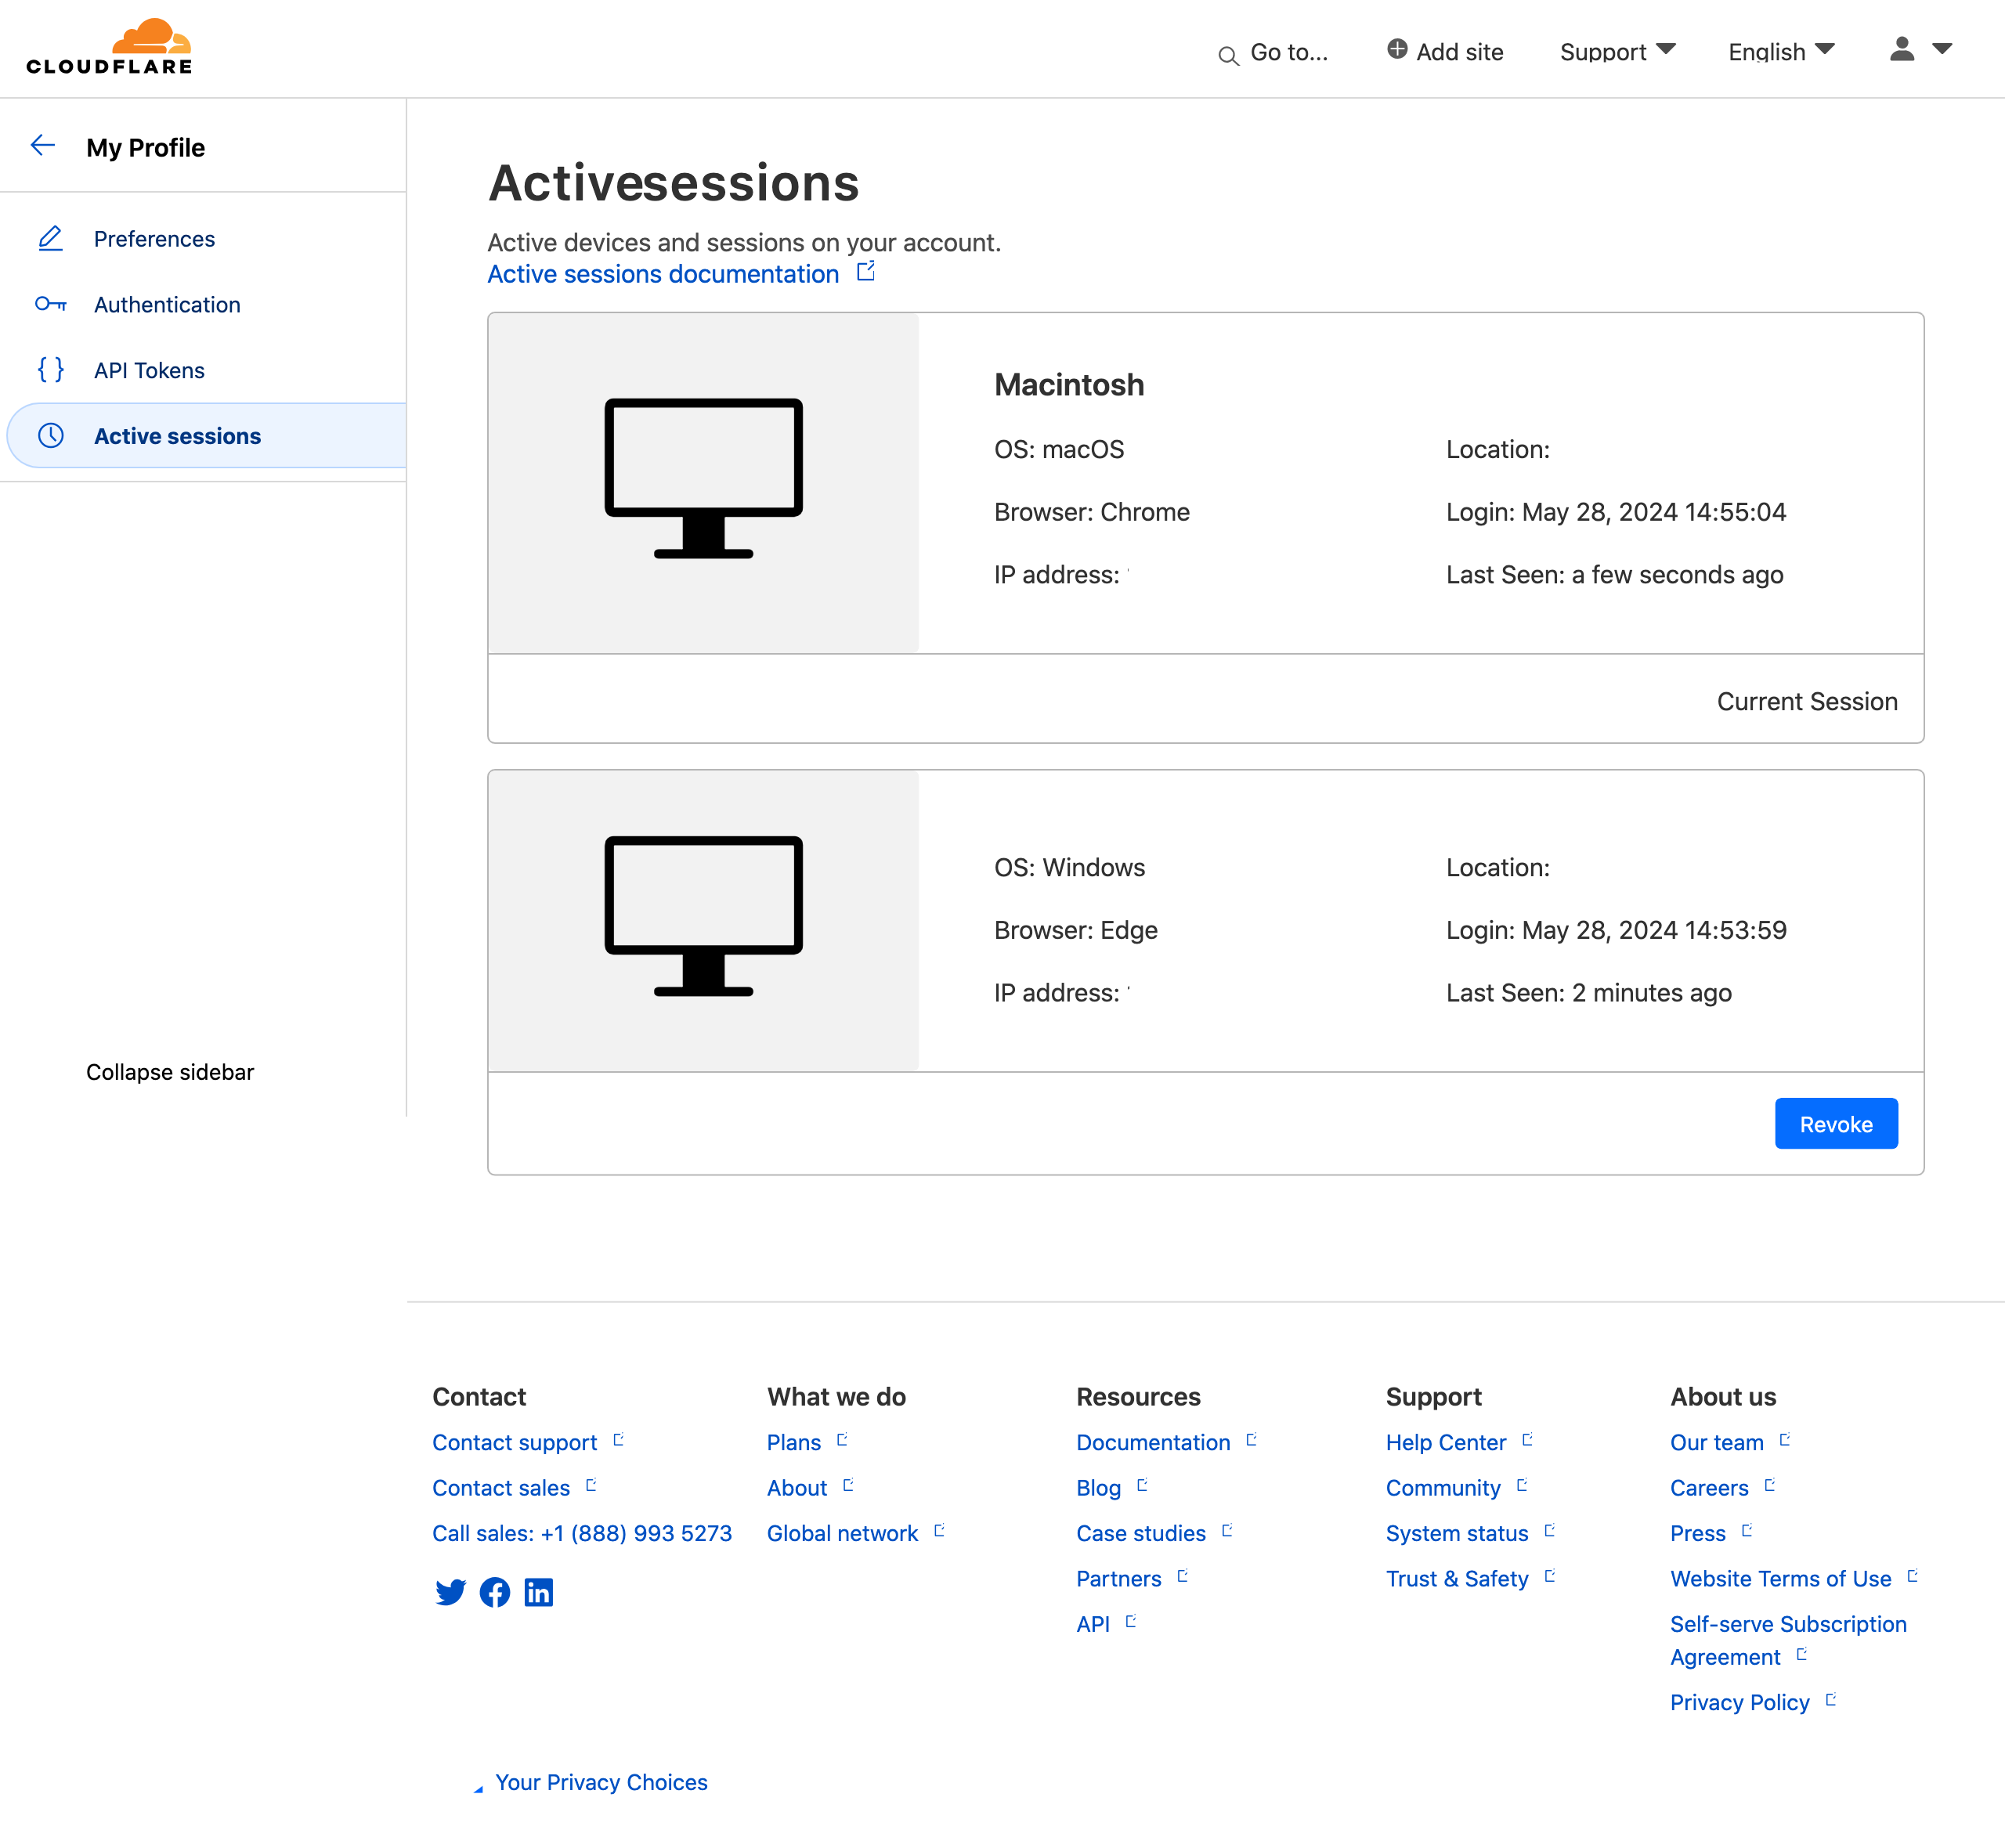 CLOUDFLARE
Go to...
Add site
Support
English
My Profile
Preferences
Authentication
API Tokens
Active sessions
Collapse sidebar
Activesessions
Active devices and sessions on your account.
Active sessions documentation
Macintosh
OS: macOS
Location:
Browser: Chrome
Login: May 28, 2024 14:55:04
IP address:
Last Seen: a few seconds ago
Current Session
OS: Windows
Location:
Browser: Edge
Login: May 28, 2024 14:53:59
IP address:
Last Seen: 2 minutes ago
Revoke
Contact
Contact support
Contact sales
Call sales: +1 (888) 993 5273
What we do
Plans
About
Global network
Resources
Documentation
Blog
Case studies
Partners
API
Support
Help Center
Community
System status
Trust & Safety
About us
Our team
Careers
Press
Website Terms of Use
Self-serve Subscription
Agreement
Privacy Policy
Your Privacy Choices